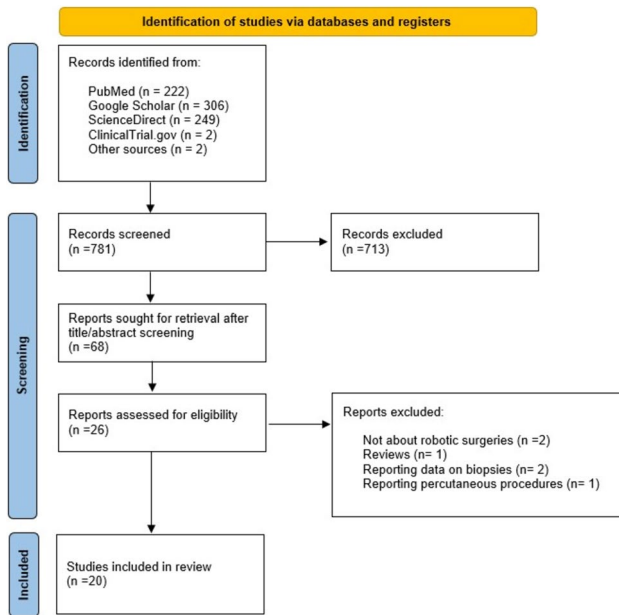 Identification of studies via databases and registers
Identification
Records identified from:
PubMed (n = 222)
Google Scholar (n = 306)
ScienceDirect (n = 249)
ClinicalTrial.gov (n = 2)
Other sources (n = 2)
Screening
Records screened
(n =781)
Records excluded
(n =713)
Reports sought for retrieval after
title/abstract screening
(n =68)
Reports assessed for eligibility
(n =26)
Reports excluded:
Not about robotic surgeries (n =2)
Reviews (n= 1)
Reporting data on biopsies (n= 2)
Reporting percutaneous procedures (n= 1)
Included
Studies included in review
(n =20)